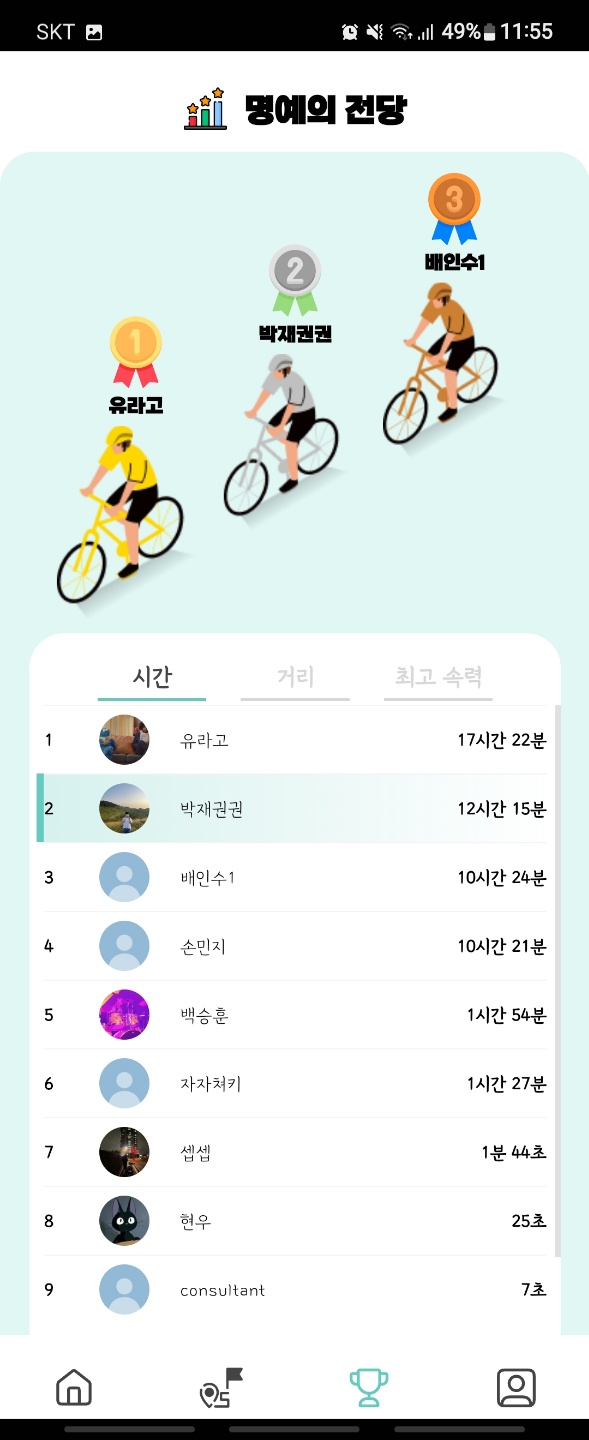 SKT 49% 11:55
명예의 전당
3
배인수1
2
박재권권
1
유라고
시간 거리 최고 속력
1 유라고 17시간 22분
2 박재권권 12시간 15분
3 배인수1 10시간 24분
4 손민지 10시간 21분
5 백승훈 1시간 54분
6 자자쳐키 1시간 27분
7 셉셉 1분 44초
8 현우 25초
9 consultant 7초